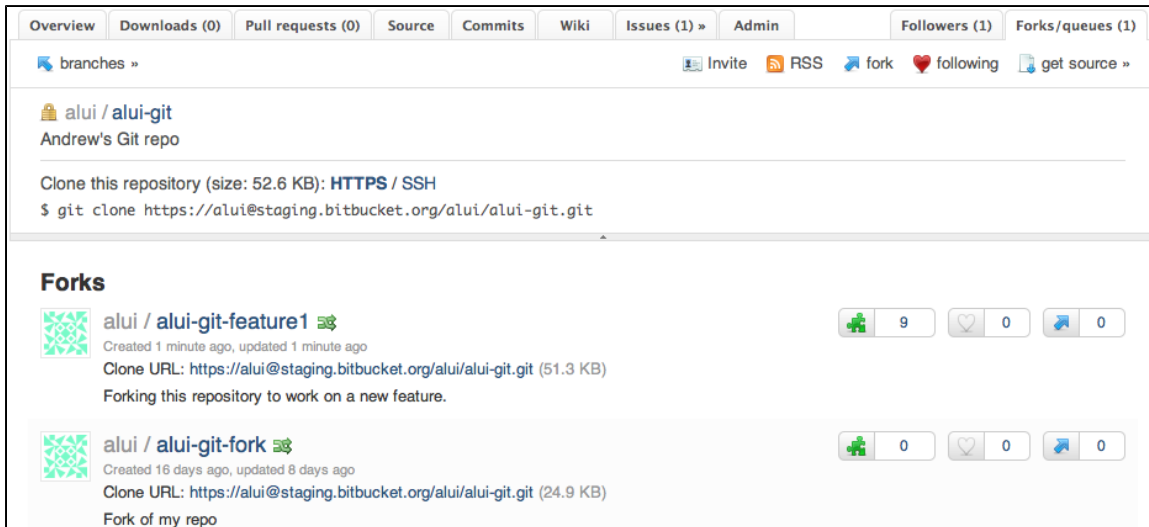 Overview Downloads (0) Pull requests (0) Source Commits Wiki Issues (1) » Admin Followers (1) Forks/queues (1)
branches » Invite RSS fork following get source »
alui / alui-git
Andrew's Git repo
Clone this repository (size: 52.6 KB): HTTPS / SSH
$ git clone https://alui@staging.bitbucket.org/alui/alui-git.git
Forks
alui / alui-git-feature1 9 0 0
Created 1 minute ago, updated 1 minute ago
Clone URL: https://alui@staging.bitbucket.org/alui/alui-git.git (51.3 KB)
Forking this repository to work on a new feature.
alui / alui-git-fork 0 0 0
Created 16 days ago, updated 8 days ago
Clone URL: https://alui@staging.bitbucket.org/alui/alui-git.git (24.9 KB)
Fork of my repo